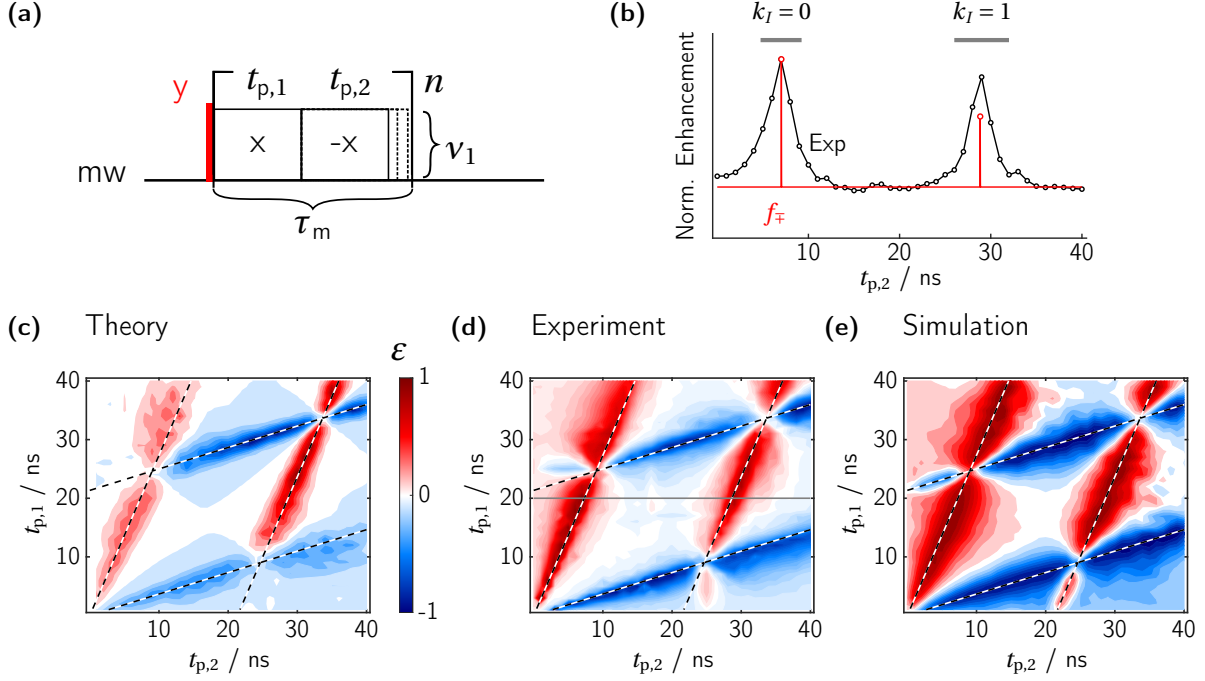 (a)
y
t_p,1
t_p,2
n
x
-x
ν_1
mw
τ_m
(b)
k_I = 0
k_I = 1
Norm. Enhancement
Exp
f_∓
10
20
30
40
t_p,2 / ns
(c) Theory
ε
1
0
-1
40
30
20
10
t_p,1 / ns
10
20
30
40
t_p,2 / ns
(d) Experiment
40
30
20
10
t_p,1 / ns
10
20
30
40
t_p,2 / ns
(e) Simulation
40
30
20
10
t_p,1 / ns
10
20
30
40
t_p,2 / ns